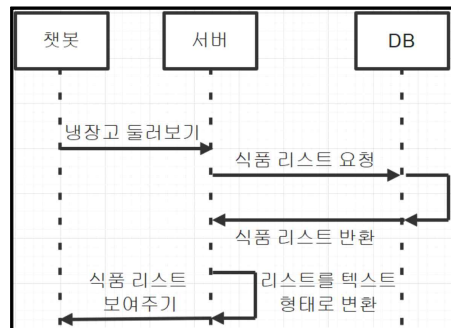 챗봇
서버
DB
냉장고 둘러보기
식품 리스트 요청
식품 리스트 반환
식품 리스트
보여주기
리스트를 텍스트
형태로 변환